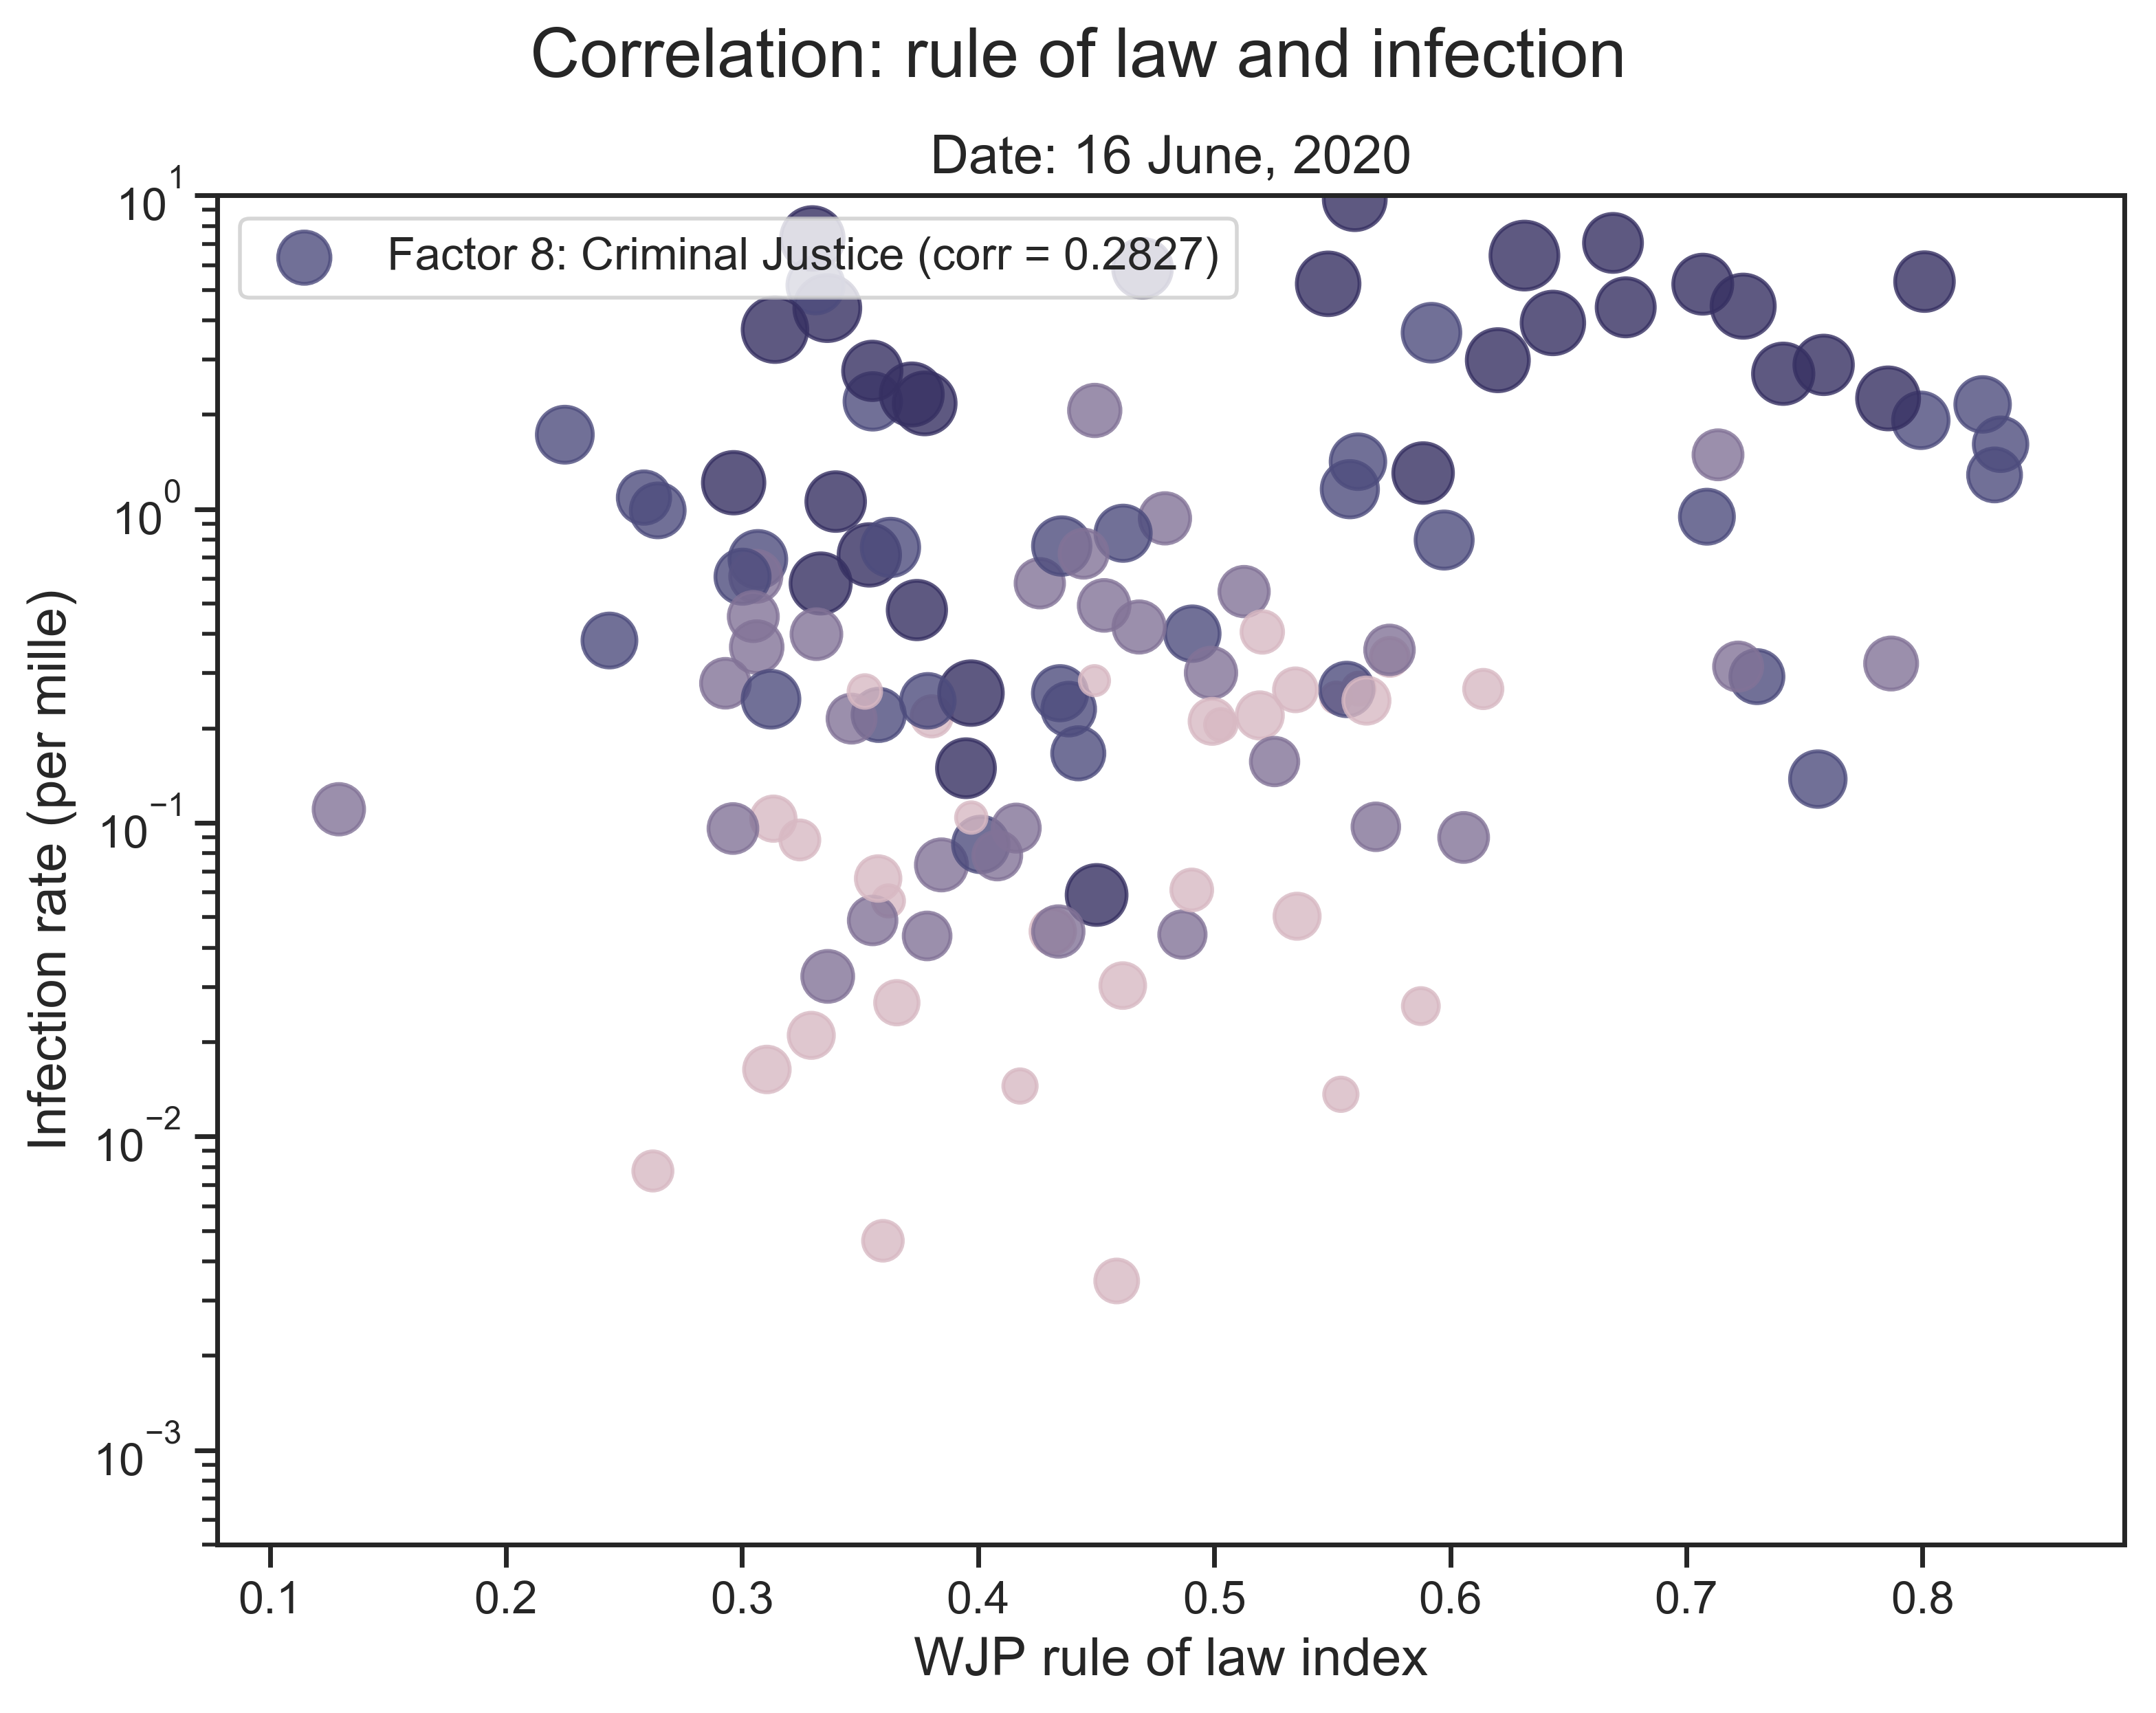 Correlation: rule of law and infection
Date: 16 June, 2020
Factor 8: Criminal Justice (corr = 0.2827)
Infection rate (per mille)
10^1
10^0
10^−1
10^−2
10^−3
0.1 0.2 0.3 0.4 0.5 0.6 0.7 0.8
WJP rule of law index